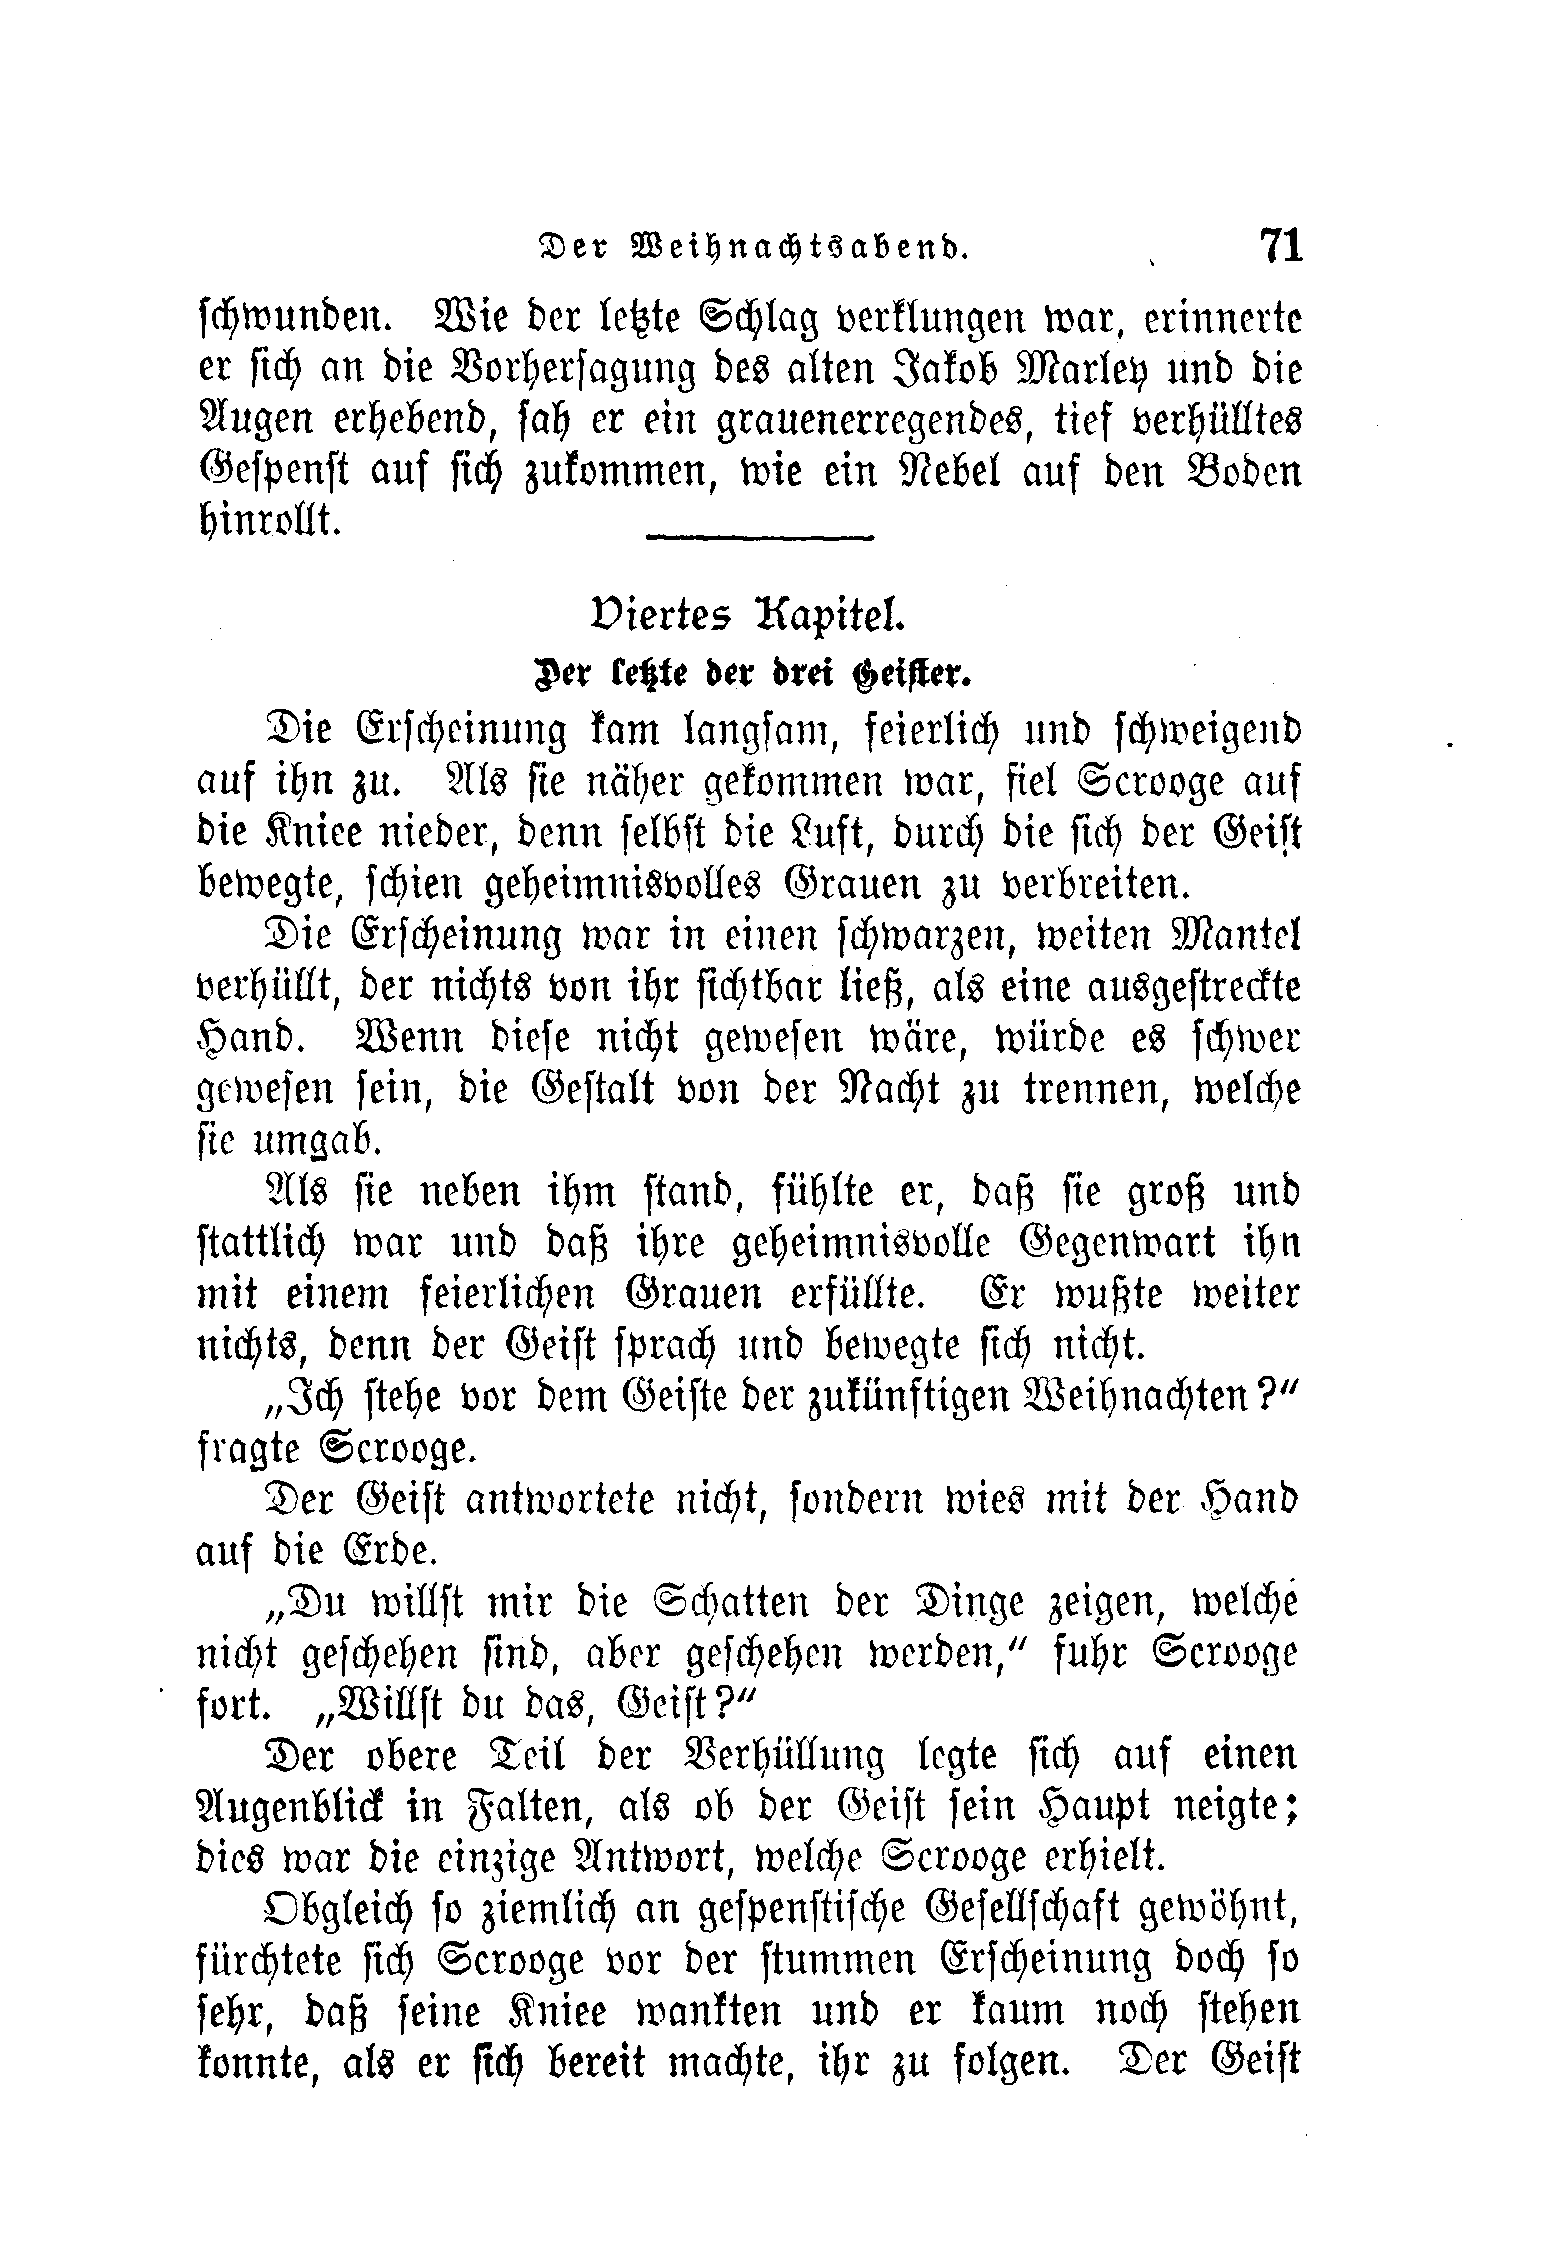 Der Weihnachtsabend. 71
schwunden. Wie der letzte Schlag verklungen war, erinnerte
er sich an die Vorhersagung des alten Jakob Marley und die
Augen erhebend, sah er ein grauenerregendes, tief verhülltes
Gespenst auf sich zukommen, wie ein Nebel auf den Boden
hinrollt.
Viertes Kapitel.
Der letzte der drei Geister.
Die Erscheinung kam langsam, feierlich und schweigend
auf ihn zu. Als sie näher gekommen war, fiel Scrooge auf
die Kniee nieder, denn selbst die Luft, durch die sich der Geist
bewegte, schien geheimnisvolles Grauen zu verbreiten.
Die Erscheinung war in einen schwarzen, weiten Mantel
verhüllt, der nichts von ihr sichtbar ließ, als eine ausgestreckte
Hand. Wenn diese nicht gewesen wäre, würde es schwer
gewesen sein, die Gestalt von der Nacht zu trennen, welche
sie umgab.
Als sie neben ihm stand, fühlte er, daß sie groß und
stattlich war und daß ihre geheimnisvolle Gegenwart ihn
mit einem feierlichen Grauen erfüllte. Er wußte weiter
nichts, denn der Geist sprach und bewegte sich nicht.
„Ich stehe vor dem Geiste der zukünftigen Weihnachten?“
fragte Scrooge.
Der Geist antwortete nicht, sondern wies mit der Hand
auf die Erde.
„Du willst mir die Schatten der Dinge zeigen, welche
nicht geschehen sind, aber geschehen werden,“ fuhr Scrooge
fort. „Willst du das, Geist?“
Der obere Teil der Verhüllung legte sich auf einen
Augenblick in Falten, als ob der Geist sein Haupt neigte;
dies war die einzige Antwort, welche Scrooge erhielt.
Obgleich so ziemlich an gespenstische Gesellschaft gewöhnt,
fürchtete sich Scrooge vor der stummen Erscheinung doch so
sehr, daß seine Kniee wankten und er kaum noch stehen
konnte, als er sich bereit machte, ihr zu folgen. Der Geist